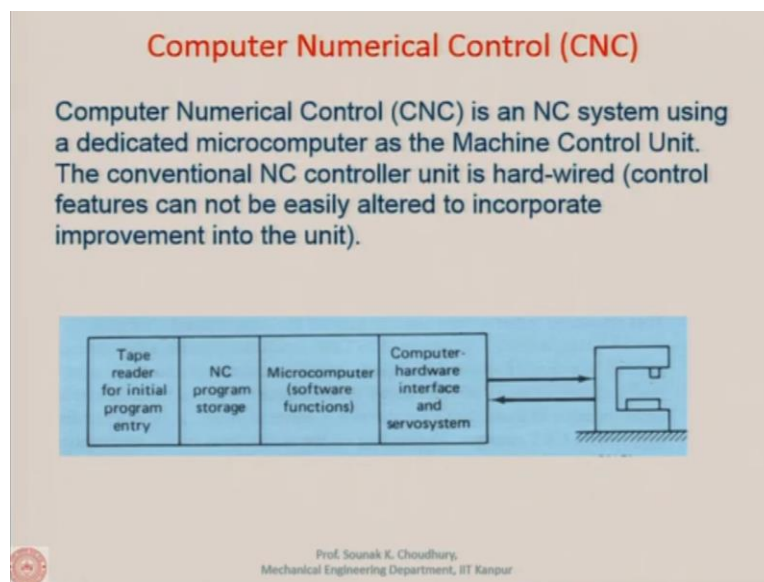 Computer Numerical Control (CNC)
Computer Numerical Control (CNC) is an NC system using
a dedicated microcomputer as the Machine Control Unit.
The conventional NC controller unit is hard-wired (control
features can not be easily altered to incorporate
improvement into the unit).
Tape
reader
for initial
program
entry
NC
program
storage
Microcomputer
(software
functions)
Computer-
hardware
interface
and
servosystem
Prof. Sounak K. Choudhury,
Mechanical Engineering Department, IIT Kanpur